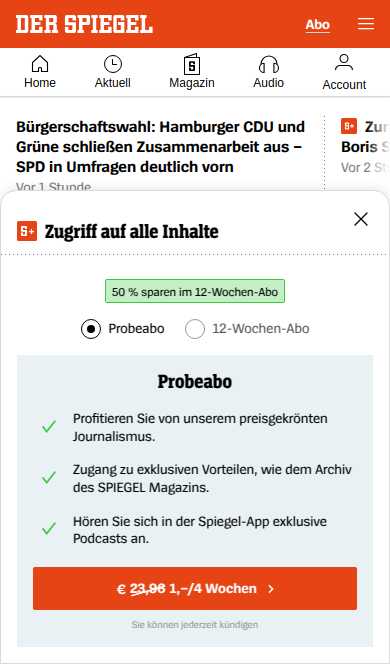 DER SPIEGEL
Abo
Home
Aktuell
Magazin
Audio
Account
Bürgerschaftswahl: Hamburger CDU und
Grüne schließen Zusammenarbeit aus –
SPD in Umfragen deutlich vorn
Vor 1 Stunde
S+
Boris
Vor 2
S+ Zugriff auf alle Inhalte
50 % sparen im 12-Wochen-Abo
Probeabo
12-Wochen-Abo
Probeabo
Profitieren Sie von unserem preisgekrönten
Journalismus.
Zugang zu exklusiven Vorteilen, wie dem Archiv
des SPIEGEL Magazins.
Hören Sie sich in der Spiegel-App exklusive
Podcasts an.
€ 23,96 1,–/4 Wochen
Sie können jederzeit kündigen